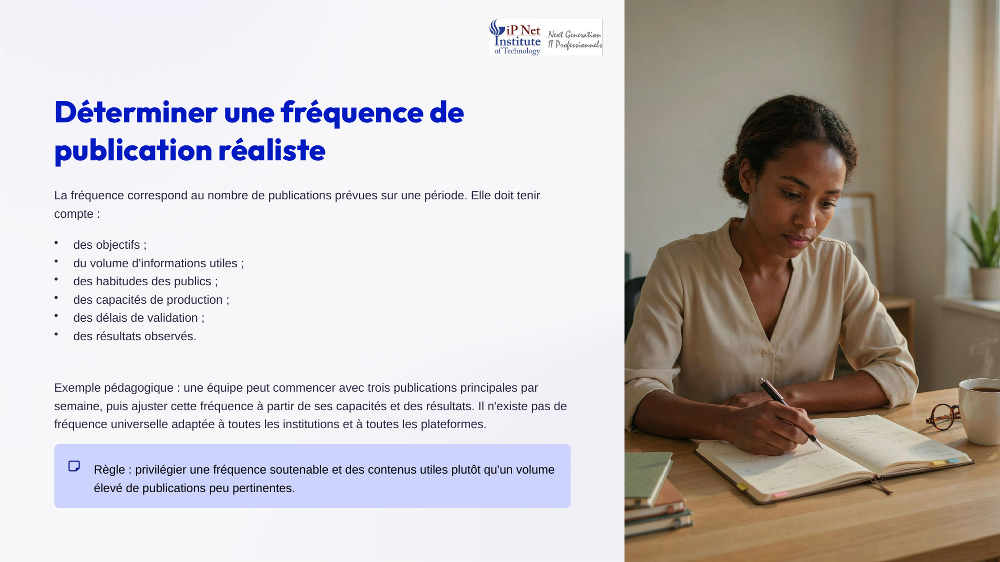 iP Net
Institute
of Technology
Next Generation
IT Professionnels
Déterminer une fréquence de
publication réaliste
La fréquence correspond au nombre de publications prévues sur une période. Elle doit tenir
compte :
• des objectifs ;
• du volume d'informations utiles ;
• des habitudes des publics ;
• des capacités de production ;
• des délais de validation ;
• des résultats observés.
Exemple pédagogique : une équipe peut commencer avec trois publications principales par
semaine, puis ajuster cette fréquence à partir de ses capacités et des résultats. Il n'existe pas de
fréquence universelle adaptée à toutes les institutions et à toutes les plateformes.
Règle : privilégier une fréquence soutenable et des contenus utiles plutôt qu'un volume
élevé de publications peu pertinentes.